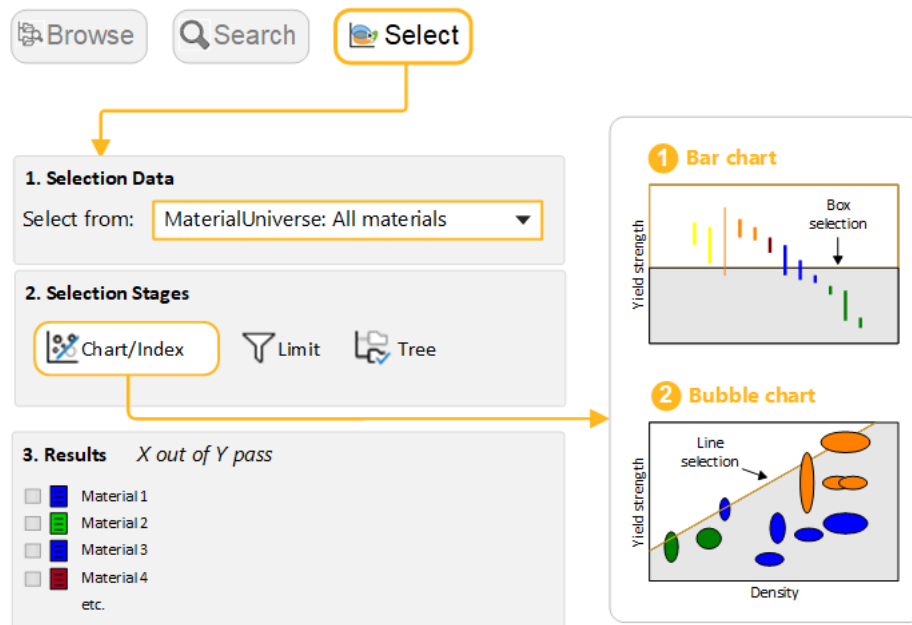 Browse
Search
Select
1. Selection Data
Select from:
MaterialUniverse: All materials
2. Selection Stages
Chart/Index
Limit
Tree
3. Results
X out of Y pass
Material 1
Material 2
Material 3
Material 4
etc.
1
Bar chart
Box
selection
Yield strength
2
Bubble chart
Line
selection
Yield strength
Density